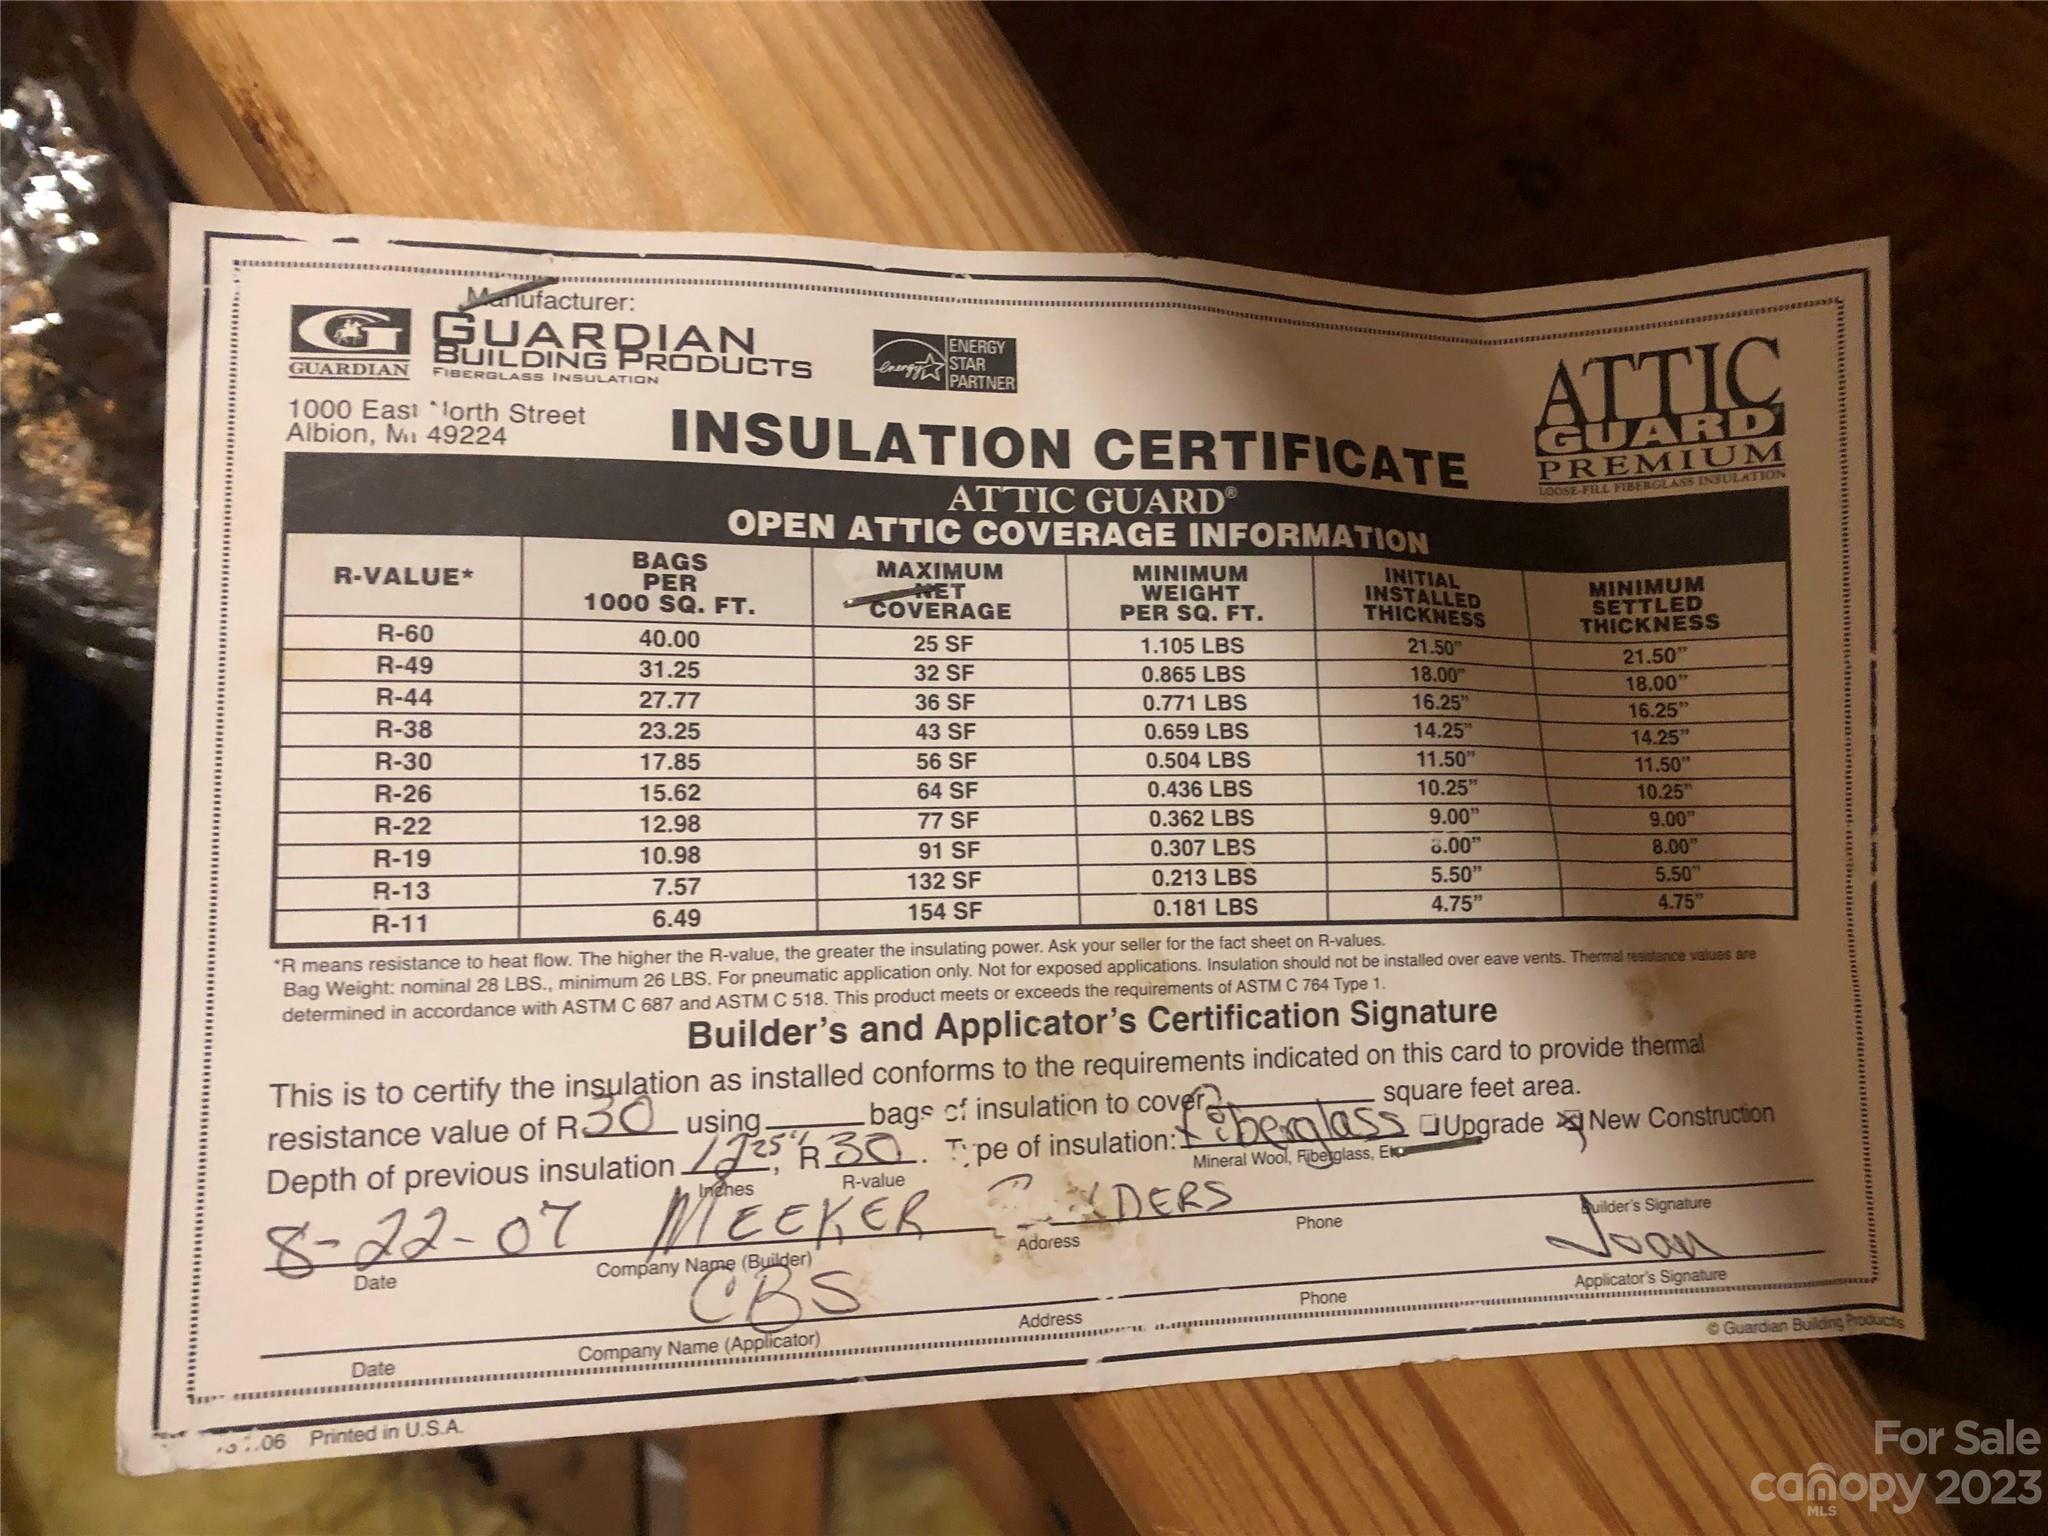 Manufacturer:
GUARDIAN
GUARDIAN
BUILDING PRODUCTS
FIBERGLASS INSULATION
1000 East North Street
Albion, MI 49224
energy
ENERGY STAR PARTNER
INSULATION CERTIFICATE
ATTIC
GUARD
PREMIUM
LOOSE-FILL FIBERGLASS INSULATION
ATTIC GUARD®
OPEN ATTIC COVERAGE INFORMATION
R-VALUE* BAGS PER 1000 SQ. FT. MAXIMUM NET COVERAGE MINIMUM WEIGHT PER SQ. FT. INITIAL INSTALLED THICKNESS MINIMUM SETTLED THICKNESS
R-60 40.00 25 SF 1.105 LBS 21.50" 21.50"
R-49 31.25 32 SF 0.865 LBS 18.00" 18.00"
R-44 27.77 36 SF 0.771 LBS 16.25" 16.25"
R-38 23.25 43 SF 0.659 LBS 14.25" 14.25"
R-30 17.85 56 SF 0.504 LBS 11.50" 11.50"
R-26 15.62 64 SF 0.436 LBS 10.25" 10.25"
R-22 12.98 77 SF 0.362 LBS 9.00" 9.00"
R-19 10.98 91 SF 0.307 LBS 8.00" 8.00"
R-13 7.57 132 SF 0.213 LBS 5.50" 5.50"
R-11 6.49 154 SF 0.181 LBS 4.75" 4.75"
*R means resistance to heat flow. The higher the R-value, the greater the insulating power. Ask your seller for the fact sheet on R-values.
Bag Weight: nominal 28 LBS., minimum 26 LBS. For pneumatic application only. Not for exposed applications. Insulation should not be installed over eave vents. Thermal resistance values are
determined in accordance with ASTM C 687 and ASTM C 518. This product meets or exceeds the requirements of ASTM C 764 Type 1.
Builder's and Applicator's Certification Signature
This is to certify the insulation as installed conforms to the requirements indicated on this card to provide thermal
resistance value of R 30 using bags of insulation to cover square feet area.
Depth of previous insulation 12.25", R 30. Type of insulation: Fiberglass Upgrade New Construction
Inches R-value Mineral Wool, Fiberglass, Etc.
8-22-07 MEEKER
Date Company Name (Builder) Address Phone Builder's Signature
CBS Juan
Date Company Name (Applicator) Address Phone Applicator's Signature
© Guardian Building Products
06 Printed in U.S.A.
For Sale
canopy 2023
MLS